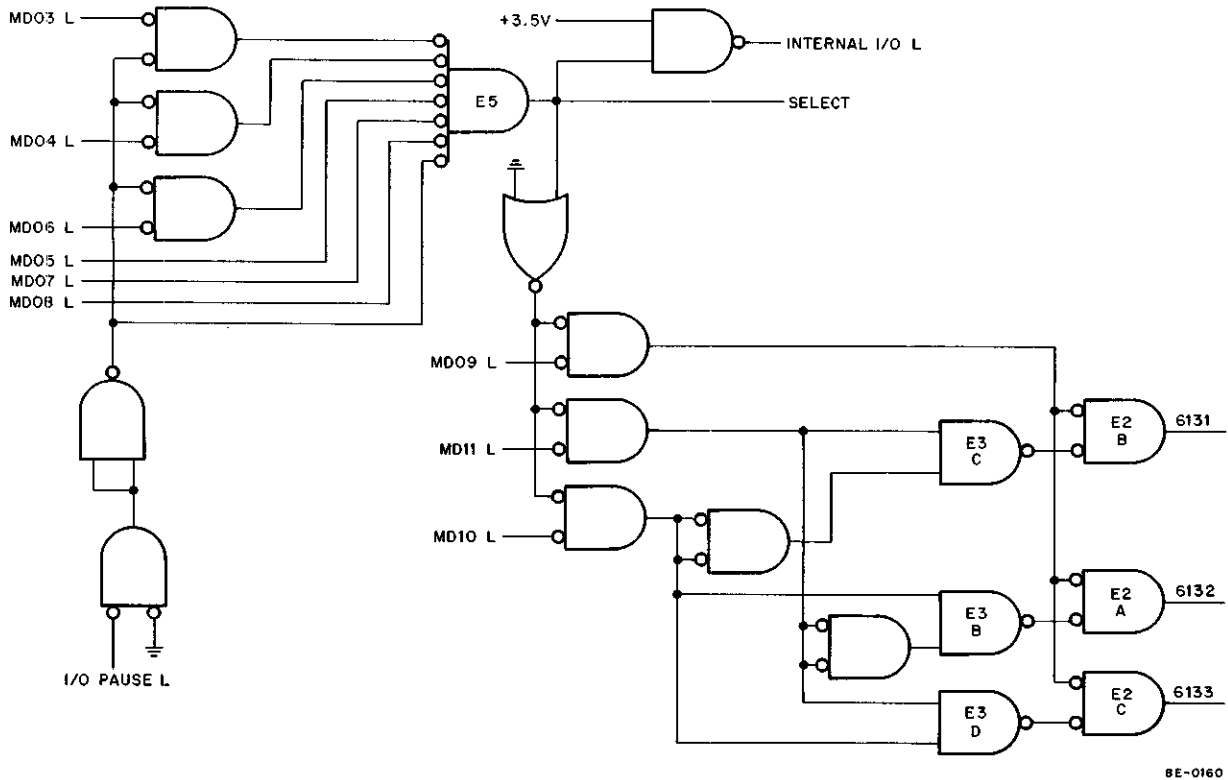 MD03 L
+3.5V
INTERNAL I/O L
E5
SELECT
MD04 L
MD06 L
MD05 L
MD07 L
MD08 L
MD09 L
E2
B
6131
E3
C
MD11 L
MD10 L
E2
A
6132
E3
B
I/O PAUSE L
E3
D
E2
C
6133
8E-0160